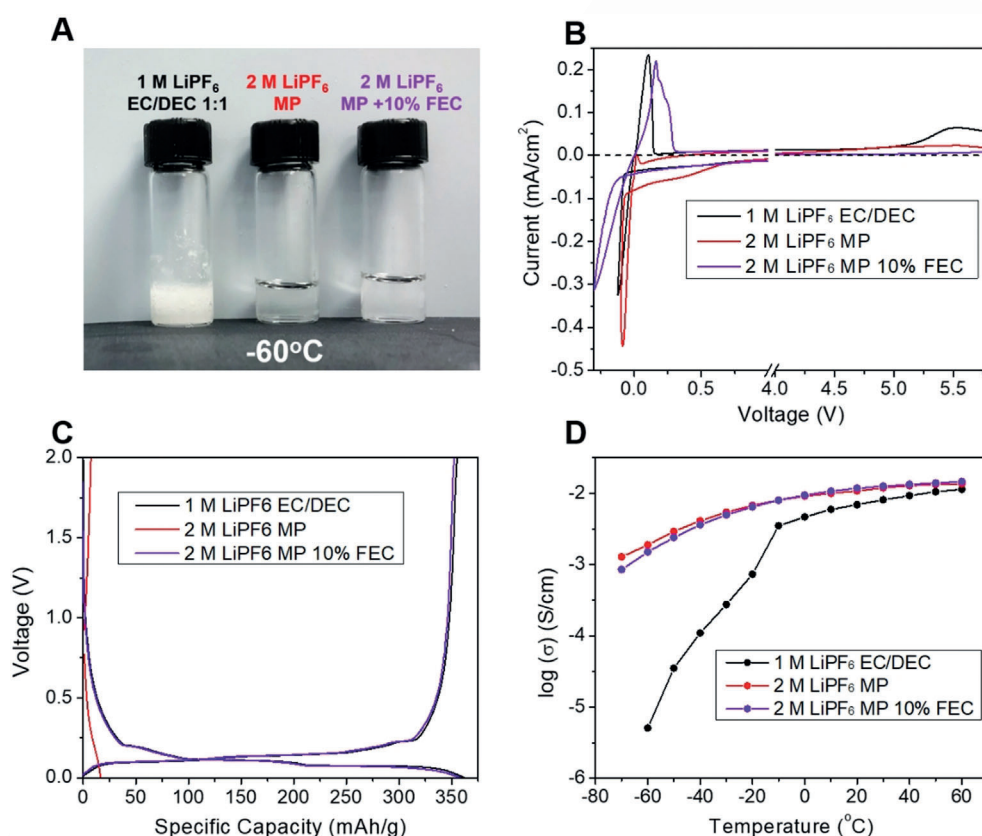 A
1 M LiPF₆
EC/DEC 1:1
2 M LiPF₆
MP
2 M LiPF₆
MP +10% FEC
-60°C
B
Current (mA/cm²)
0.2
0.1
0.0
-0.1
-0.2
-0.3
-0.4
-0.5
1 M LiPF₆ EC/DEC
2 M LiPF₆ MP
2 M LiPF₆ MP 10% FEC
0.0 0.5 4.0 4.5 5.0 5.5
Voltage (V)
C
Voltage (V)
2.0
1.5
1.0
0.5
0.0
1 M LiPF6 EC/DEC
2 M LiPF6 MP
2 M LiPF6 MP 10% FEC
0 50 100 150 200 250 300 350
Specific Capacity (mAh/g)
D
log (σ) (S/cm)
-2
-3
-4
-5
-6
1 M LiPF₆ EC/DEC
2 M LiPF₆ MP
2 M LiPF₆ MP 10% FEC
-80 -60 -40 -20 0 20 40 60
Temperature (°C)